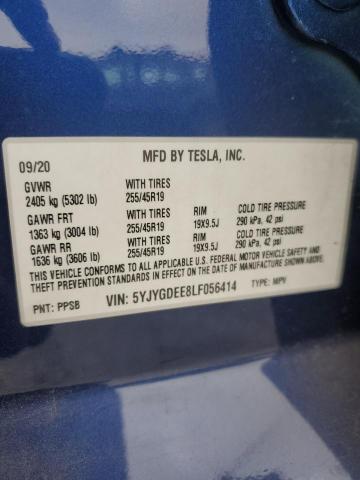 MFD BY TESLA, INC.
09/20
GVWR WITH TIRES
2405 kg (5302 lb) 255/45R19
GAWR FRT WITH TIRES RIM COLD TIRE PRESSURE
1363 kg (3004 lb) 255/45R19 19X9.5J 290 kPa, 42 psi
GAWR RR WITH TIRES RIM COLD TIRE PRESSURE
1636 kg (3606 lb) 255/45R19 19X9.5J 290 kPa, 42 psi
THIS VEHICLE CONFORMS TO ALL APPLICABLE U.S. FEDERAL MOTOR VEHICLE SAFETY AND
THEFT PREVENTION STANDARDS IN EFFECT ON THE DATE OF MANUFACTURE SHOWN ABOVE.
PNT: PPSB VIN: 5YJYGDEE8LF056414 TYPE: MPV